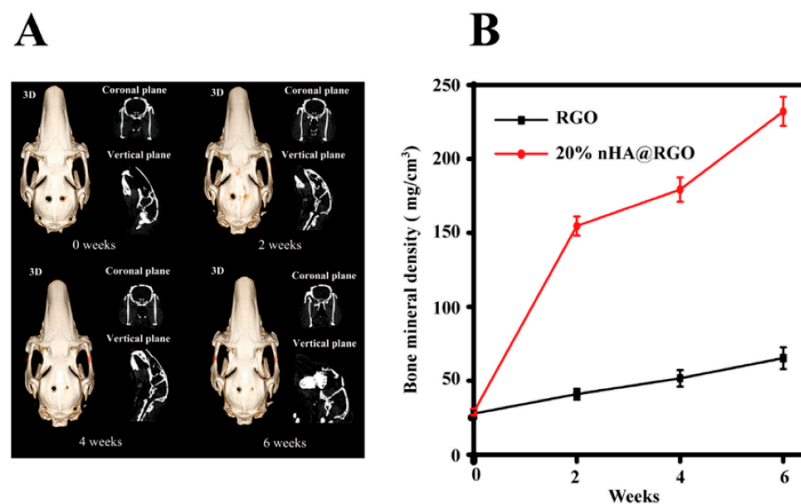 A
3D
Coronal plane
Vertical plane
0 weeks
3D
Coronal plane
Vertical plane
2 weeks
3D
Coronal plane
Vertical plane
4 weeks
3D
Coronal plane
Vertical plane
6 weeks
B
Bone mineral density ( mg/cm³)
250
200
150
100
50
0
RGO
20% nHA@RGO
0 2 4 6
Weeks